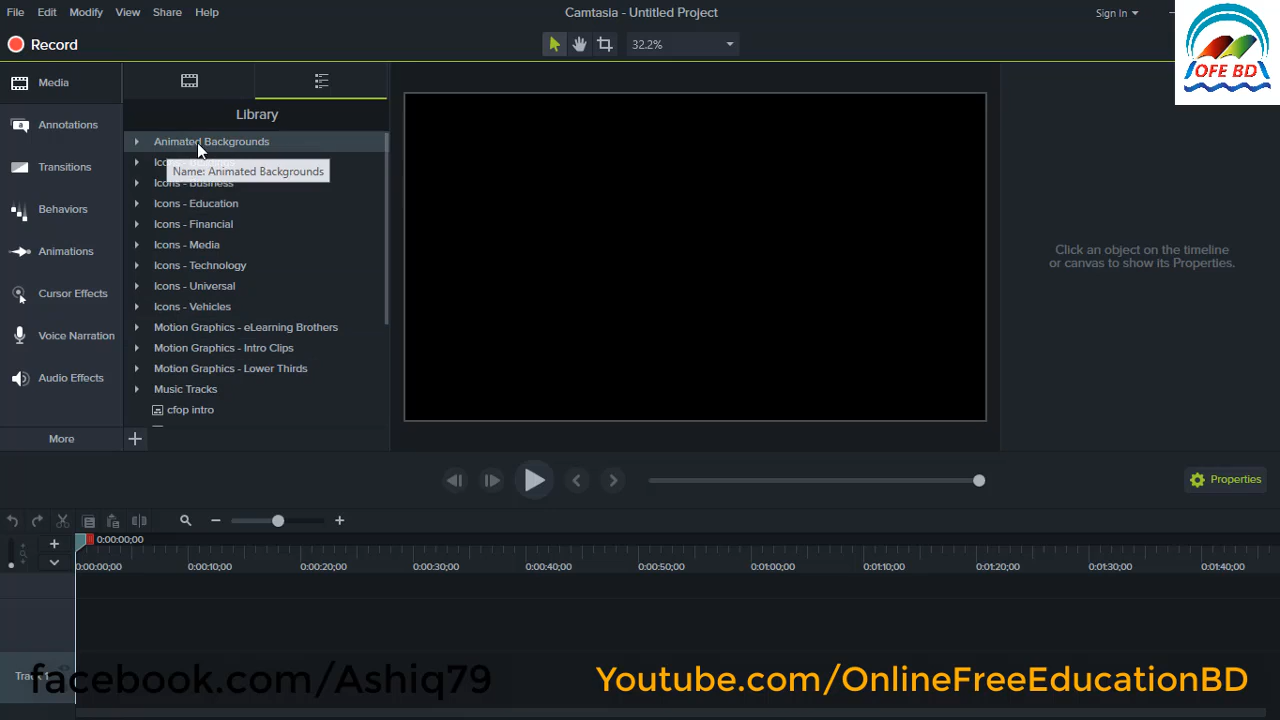 File Edit Modify View Share Help
Camtasia - Untitled Project
Sign In
Record
32.2%
OFE BD
Media
Annotations
Transitions
Behaviors
Animations
Cursor Effects
Voice Narration
Audio Effects
More
Library
Animated Backgrounds
Name: Animated Backgrounds
Icons - Business
Icons - Education
Icons - Financial
Icons - Media
Icons - Technology
Icons - Universal
Icons - Vehicles
Motion Graphics - eLearning Brothers
Motion Graphics - Intro Clips
Motion Graphics - Lower Thirds
Music Tracks
cfop intro
Click an object on the timeline
or canvas to show its Properties.
Properties
0:00:00;00
0:00:00;00 0:00:10;00 0:00:20;00 0:00:30;00 0:00:40;00 0:00:50;00 0:01:00;00 0:01:10;00 0:01:20;00 0:01:30;00 0:01:40;00
Track 1
facebook.com/Ashiq79
Youtube.com/OnlineFreeEducationBD